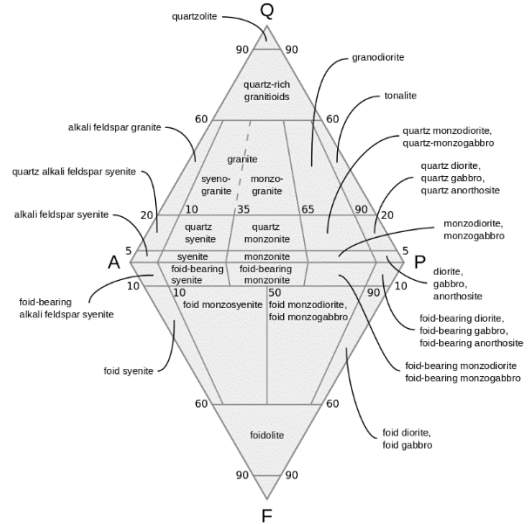 Q
quartzolite
90 90
granodiorite
quartz-rich
granitioids
tonalite
60 60
alkali feldspar granite
quartz monzodiorite,
quartz-monzogabbro
granite
quartz alkali feldspar syenite
syeno-
granite
monzo-
granite
quartz diorite,
quartz gabbro,
quartz anorthosite
alkali feldspar syenite
20 10 35 65 90 20
quartz
syenite
quartz
monzonite
monzodiorite,
monzogabbro
5 5
syenite monzonite
A P
foid-bearing
syenite
foid-bearing
monzonite
diorite,
gabbro,
anorthosite
10 10 50 90 10
foid-bearing
alkali feldspar syenite
foid monzosyenite
foid monzodiorite,
foid monzogabbro
foid-bearing diorite,
foid-bearing gabbro,
foid-bearing anorthosite
foid syenite
foid-bearing monzodiorite
foid-bearing monzogabbro
60 60
foid diorite,
foid gabbro
foidolite
90 90
F